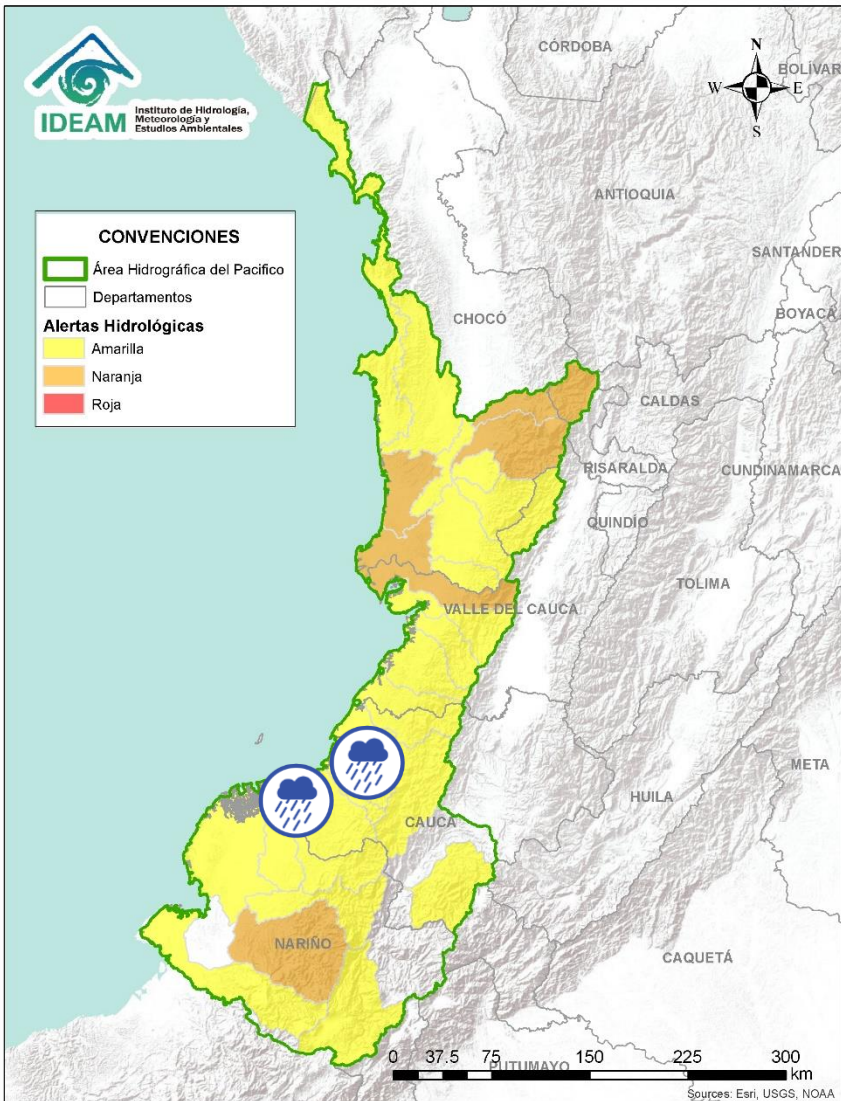 IDEAM
Instituto de Hidrología,
Meteorología y
Estudios Ambientales
N
W
E
S
CÓRDOBA
BOLÍVAR
ANTIOQUIA
SANTANDER
BOYACÁ
CONVENCIONES
Área Hidrográfica del Pacifico
Departamentos
Alertas Hidrológicas
Amarilla
Naranja
Roja
CHOCÓ
CALDAS
RISARALDA
CUNDINAMARCA
QUINDÍO
TOLIMA
VALLE DEL CAUCA
META
HUILA
CAUCA
NARIÑO
CAQUETÁ
PUTUMAYO
0 37.5 75 150 225 300
km
Sources: Esri, USGS, NOAA